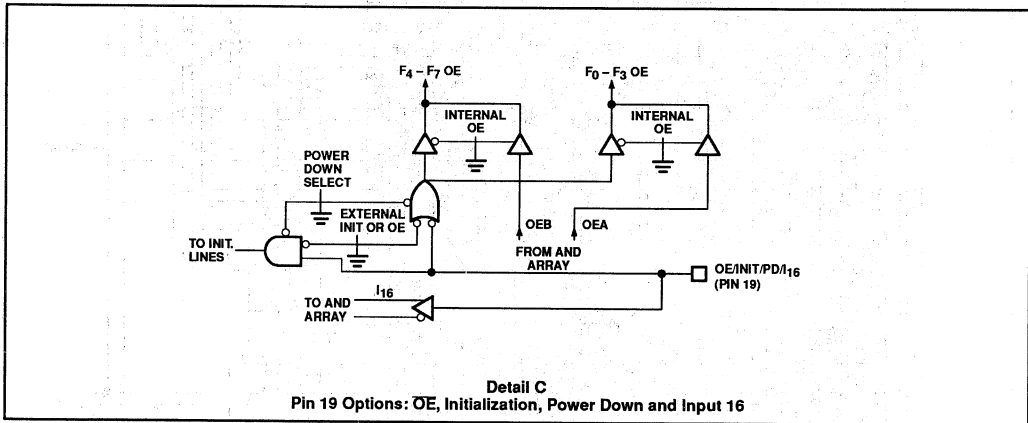 F4 – F7 OE
F0 – F3 OE
INTERNAL
OE
INTERNAL
OE
POWER
DOWN
SELECT
EXTERNAL
INIT OR OE
OEB
OEA
TO INIT.
LINES
FROM AND
ARRAY
OE/INIT/PD/I16
(PIN 19)
I16
TO AND
ARRAY
Detail C
Pin 19 Options: O̅E̅, Initialization, Power Down and Input 16